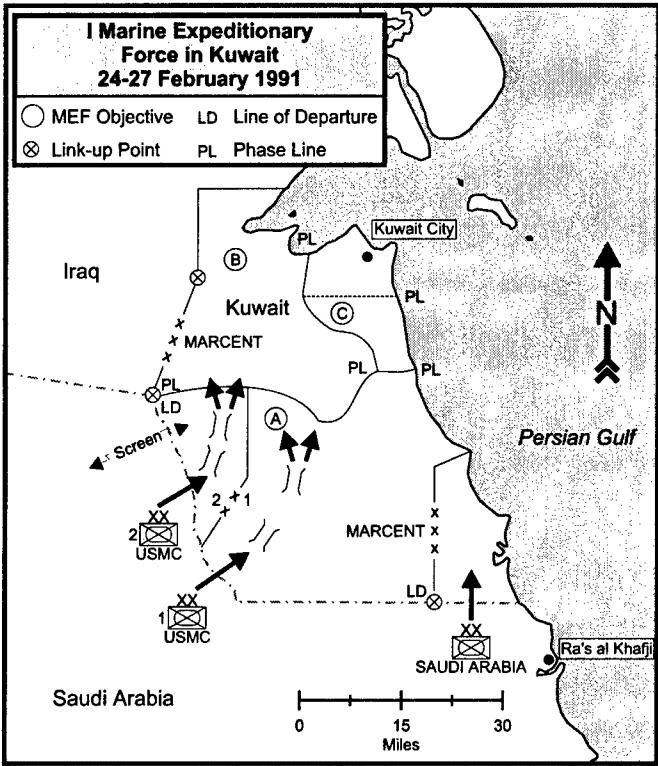 I Marine Expeditionary
Force in Kuwait
24-27 February 1991
MEF Objective LD Line of Departure
Link-up Point PL Phase Line
PL
Kuwait City
B
Iraq
Kuwait
PL
C
x x x
MARCENT
PL
PL
PL
LD
A
N
Screen
Persian Gulf
2 x x 1
x x x
MARCENT
XX
2
USMC
XX
1
USMC
LD
XX
SAUDI ARABIA
Ra's al Khafji
Saudi Arabia
0 15 30
Miles